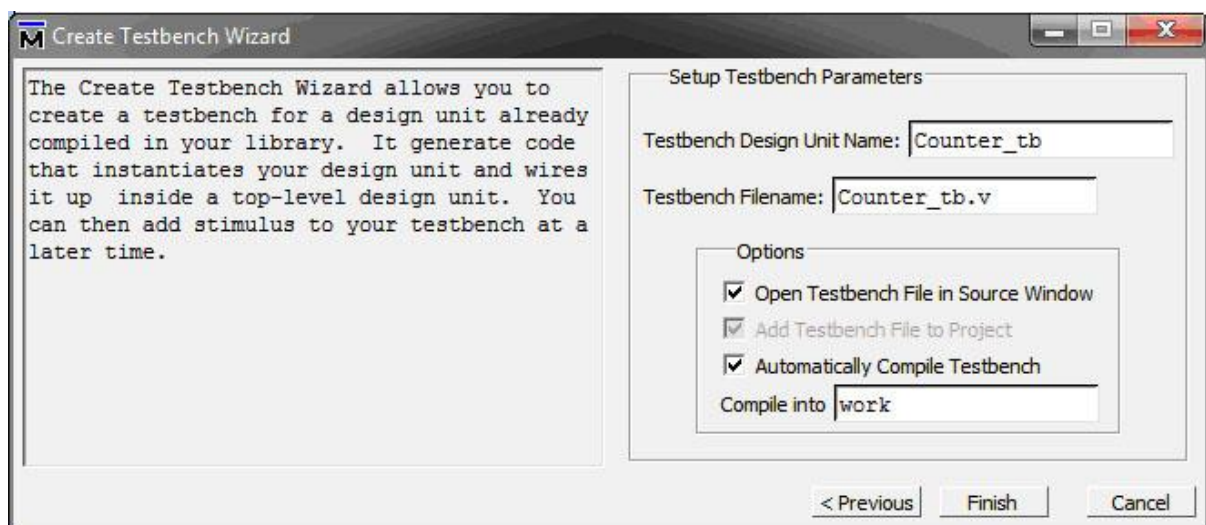 M Create Testbench Wizard
The Create Testbench Wizard allows you to
create a testbench for a design unit already
compiled in your library.  It generate code
that instantiates your design unit and wires
it up  inside a top-level design unit.  You
can then add stimulus to your testbench at a
later time.
Setup Testbench Parameters
Testbench Design Unit Name: Counter_tb
Testbench Filename: Counter_tb.v
Options
Open Testbench File in Source Window
Add Testbench File to Project
Automatically Compile Testbench
Compile into work
< Previous Finish Cancel